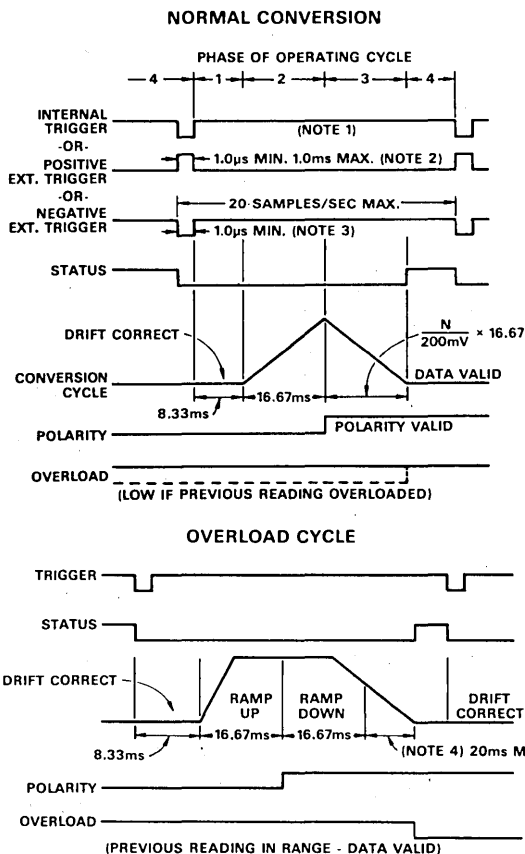 NORMAL CONVERSION
PHASE OF OPERATING CYCLE
4 1 2 3 4
INTERNAL
TRIGGER
(NOTE 1)
-OR-
POSITIVE
EXT. TRIGGER
1.0µs MIN. 1.0ms MAX. (NOTE 2)
-OR-
NEGATIVE
EXT. TRIGGER
20 SAMPLES/SEC MAX.
1.0µs MIN. (NOTE 3)
STATUS
DRIFT CORRECT
N
200mV
× 16.67
CONVERSION
CYCLE
DATA VALID
8.33ms
16.67ms
POLARITY
POLARITY VALID
OVERLOAD
(LOW IF PREVIOUS READING OVERLOADED)
OVERLOAD CYCLE
TRIGGER
STATUS
DRIFT CORRECT
RAMP
UP
RAMP
DOWN
DRIFT
CORRECT
8.33ms
16.67ms
16.67ms
(NOTE 4) 20ms M
POLARITY
OVERLOAD
(PREVIOUS READING IN RANGE - DATA VALID)